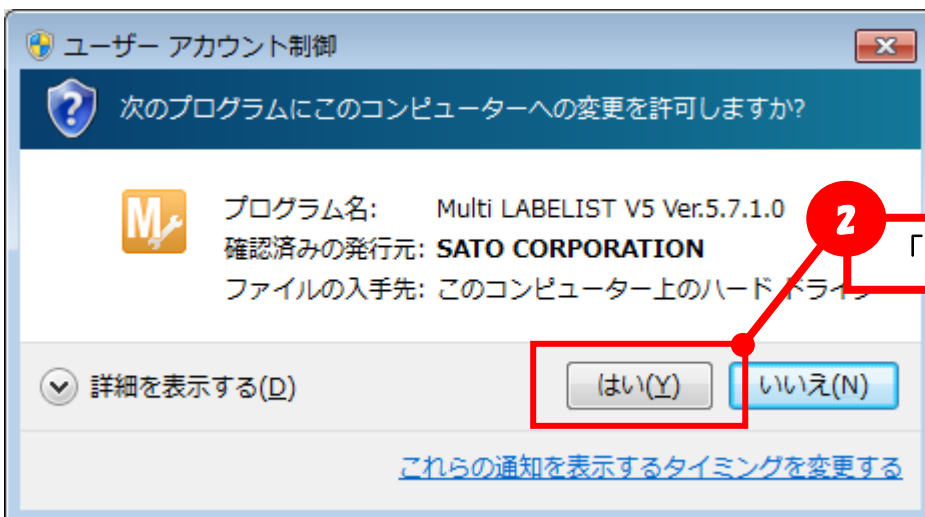 ユーザー アカウント制御
次のプログラムにこのコンピューターへの変更を許可しますか?
M
プログラム名: Multi LABELIST V5 Ver.5.7.1.0
2
「
確認済みの発行元: SATO CORPORATION
ファイルの入手先: このコンピューター上のハード ドライブ
詳細を表示する(D)
はい(Y)
いいえ(N)
これらの通知を表示するタイミングを変更する